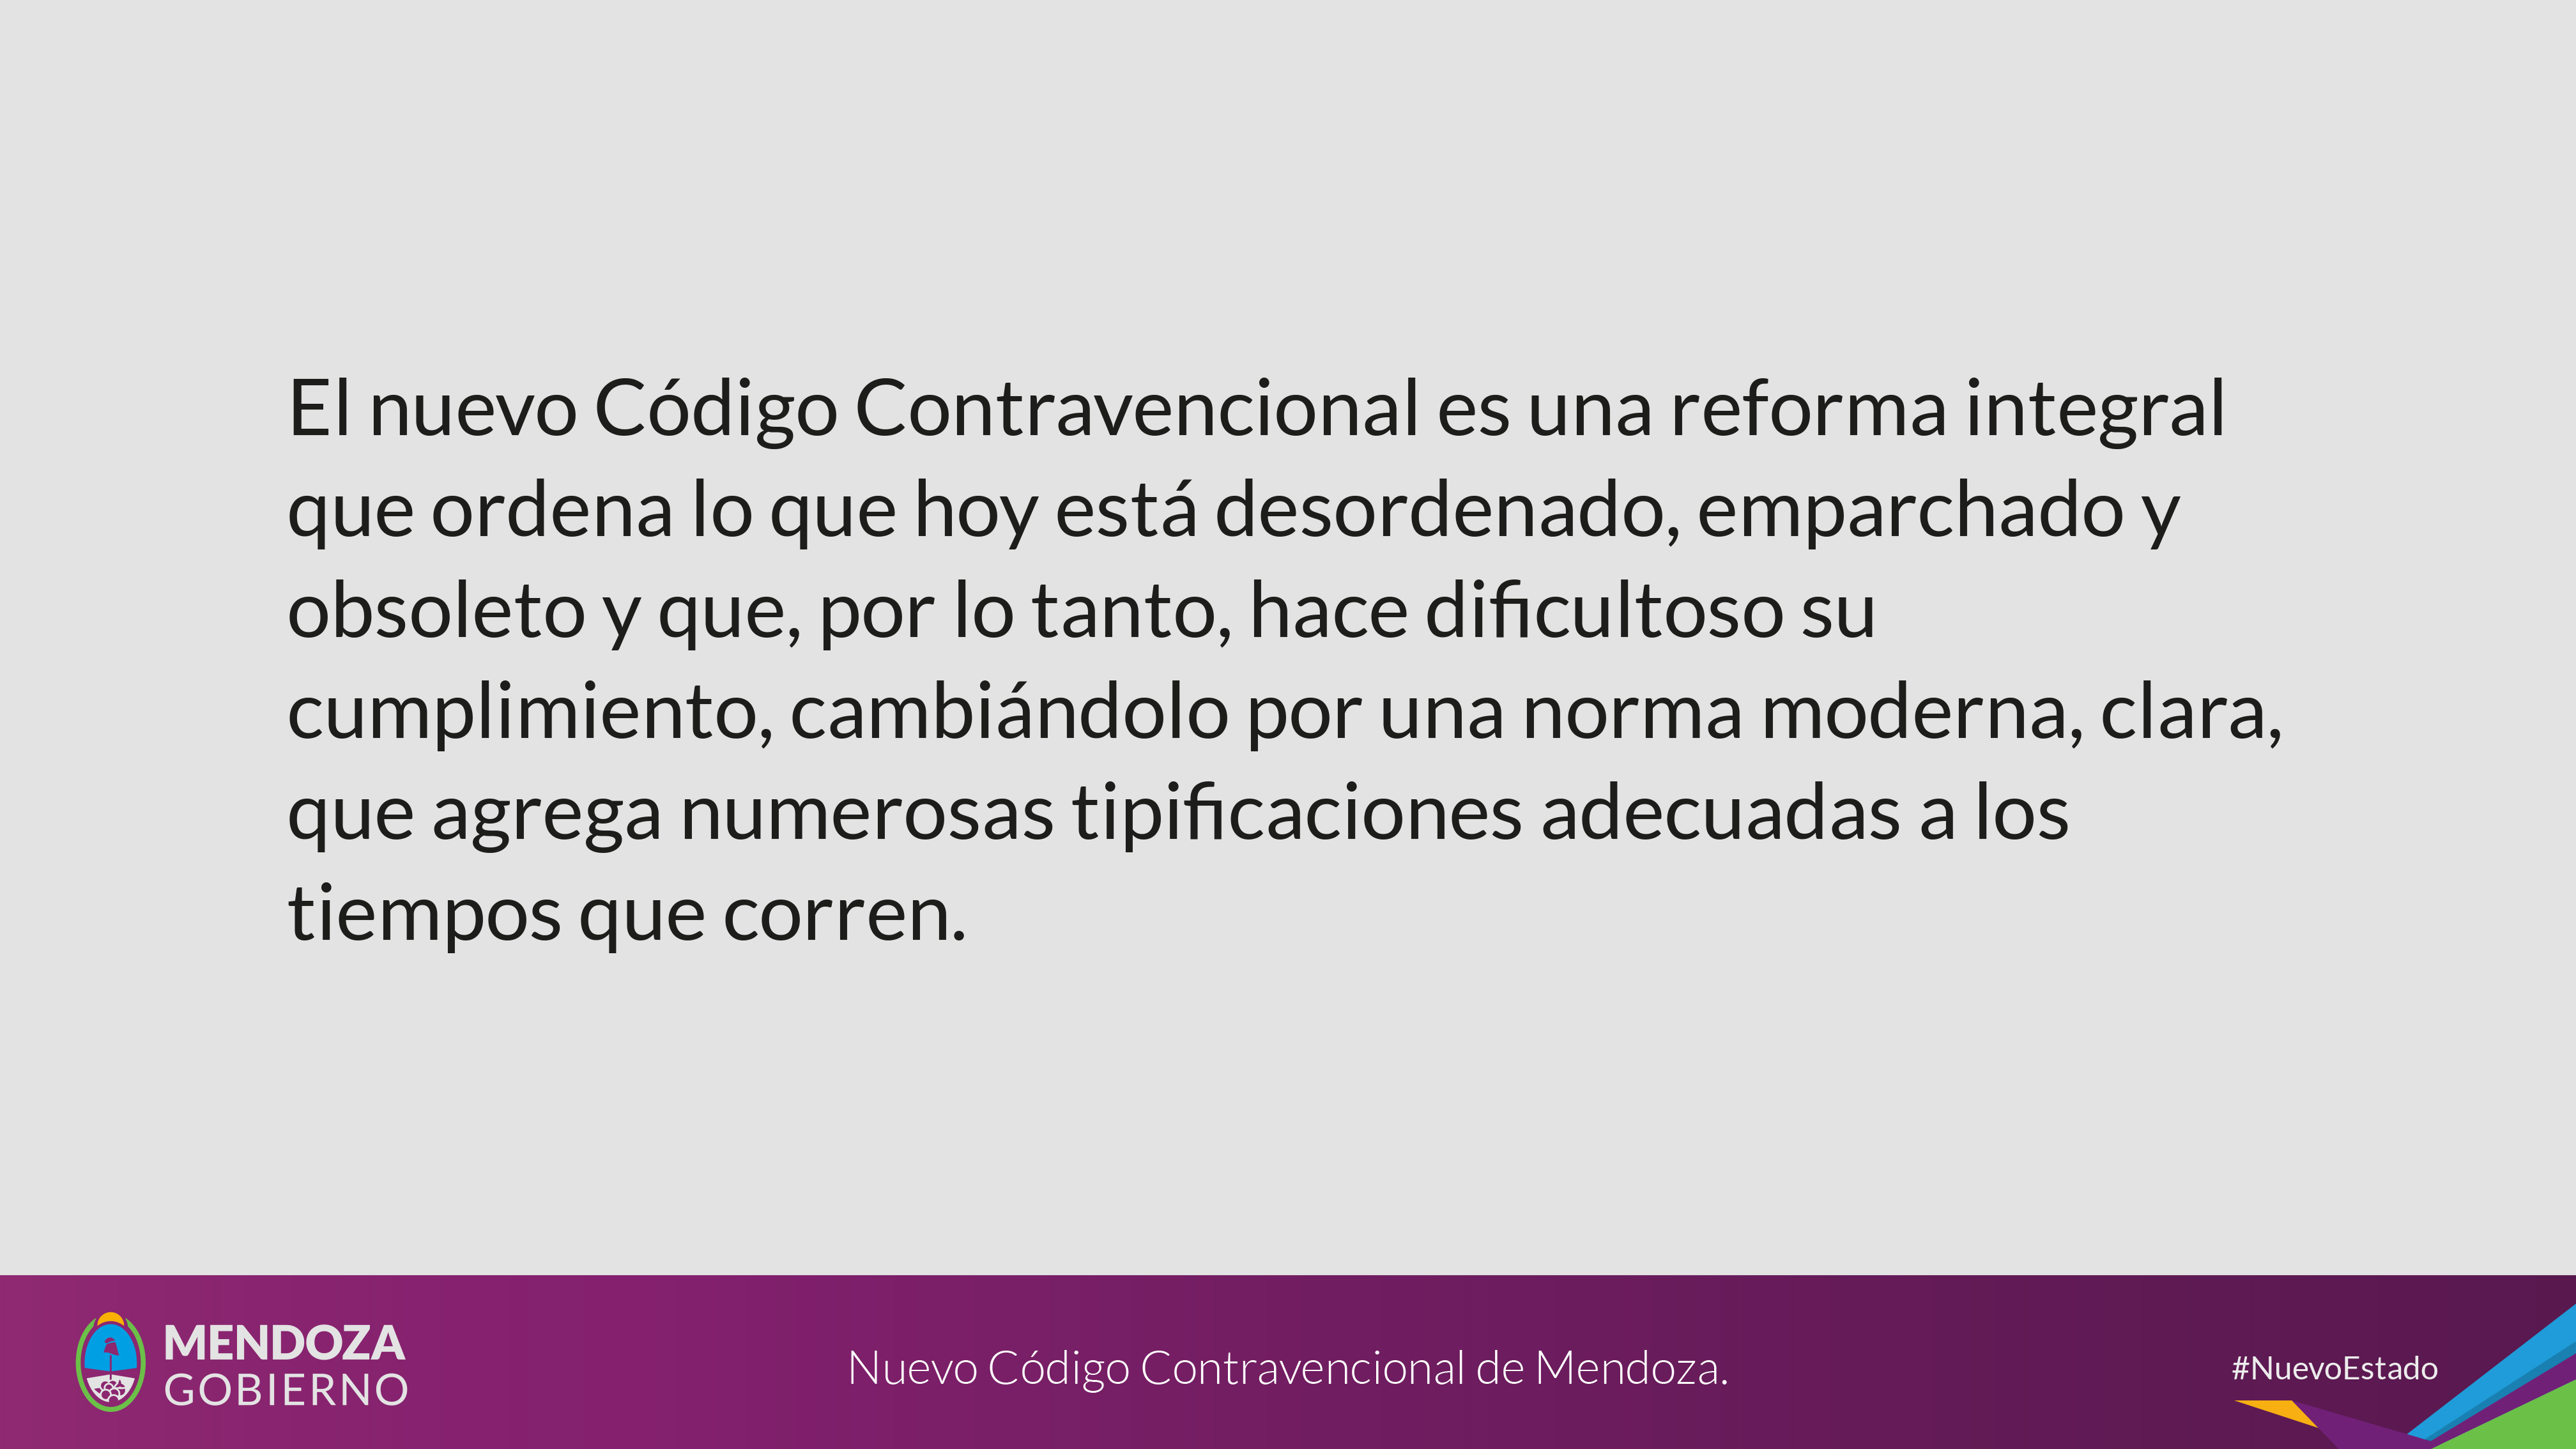 El nuevo Código Contravencional es una reforma integral
que ordena lo que hoy está desordenado, emparchado y
obsoleto y que, por lo tanto, hace dificultoso su
cumplimiento, cambiándolo por una norma moderna, clara,
que agrega numerosas tipificaciones adecuadas a los
tiempos que corren.
MENDOZA
GOBIERNO
Nuevo Código Contravencional de Mendoza.
#NuevoEstado